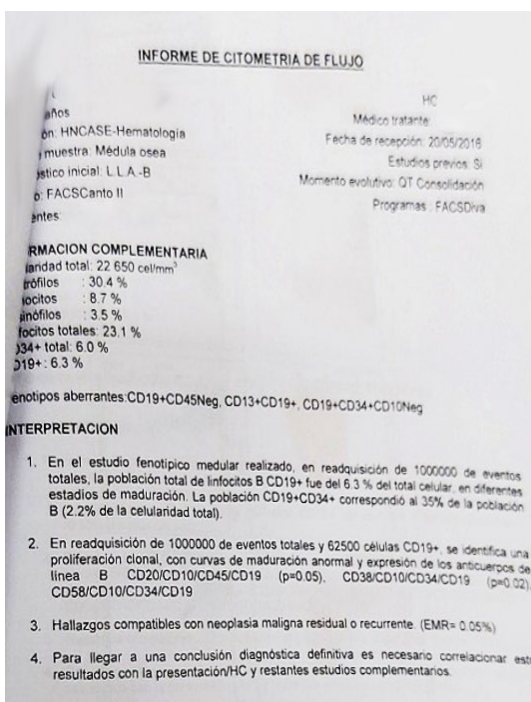 INFORME DE CITOMETRIA DE FLUJO
HC
años
Médico tratante:
ón: HNCASE-Hematología
Fecha de recepción: 20/05/2016
muestra: Médula osea
Estudios previos: Si
óstico inicial: L.L.A.-B
Momento evolutivo: QT Consolidación
o: FACSCanto II
Programas : FACSDiva
entes:
RMACION COMPLEMENTARIA
laridad total: 22 650 cel/mm³
trófilos : 30.4 %
nocitos : 8.7 %
sinófilos : 3.5 %
focitos totales: 23.1 %
D34+ total: 6.0 %
D19+: 6.3 %
enotipos aberrantes:CD19+CD45Neg, CD13+CD19+, CD19+CD34+CD10Neg
INTERPRETACION
1. En el estudio fenotípico medular realizado, en readquisición de 1000000 de eventos
totales, la población total de linfocitos B CD19+ fue del 6.3 % del total celular, en diferentes
estadios de maduración. La población CD19+CD34+ correspondió al 35% de la población
B (2.2% de la celularidad total).
2. En readquisición de 1000000 de eventos totales y 62500 células CD19+, se identifica una
proliferación clonal, con curvas de maduración anormal y expresión de los anticuerpos de
línea B CD20/CD10/CD45/CD19 (p=0.05), CD38/CD10/CD34/CD19 (p=0.02),
CD58/CD10/CD34/CD19
3. Hallazgos compatibles con neoplasia maligna residual o recurrente. (EMR= 0.05%)
4. Para llegar a una conclusión diagnóstica definitiva es necesario correlacionar est
resultados con la presentación/HC y restantes estudios complementarios.